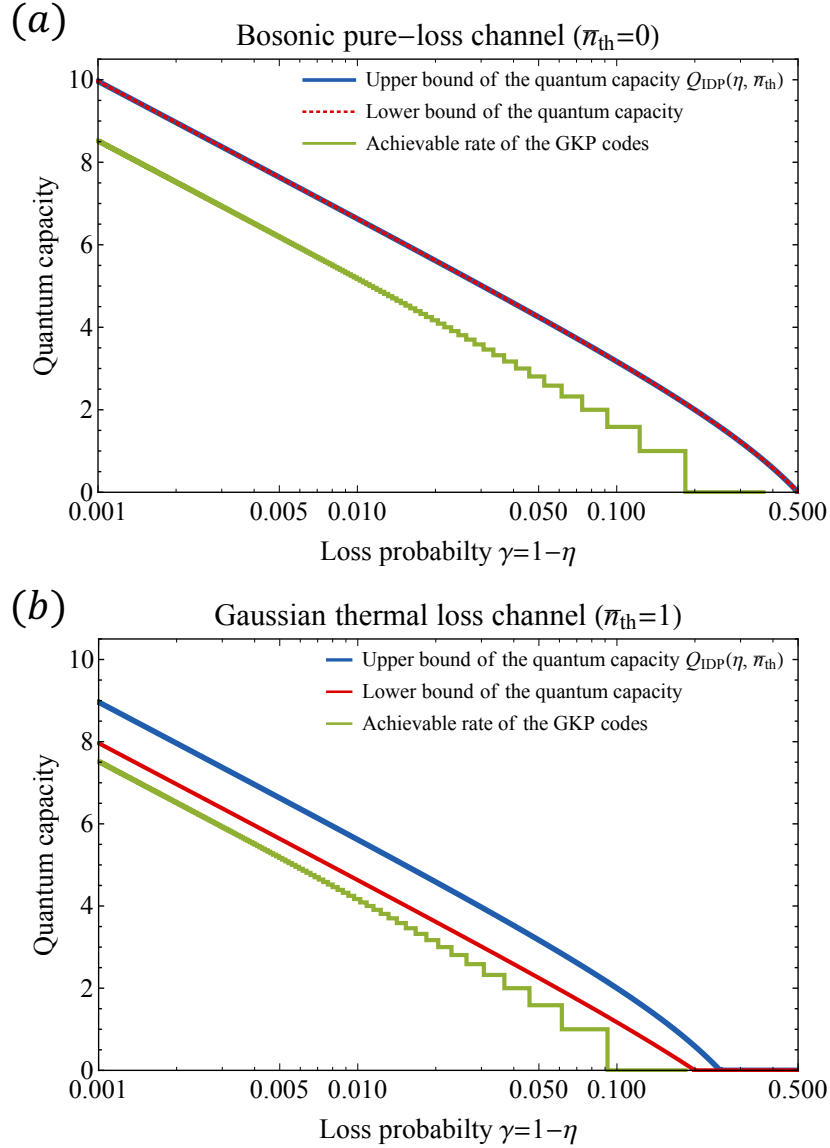 (a)
Bosonic pure-loss channel (n̅th=0)
Upper bound of the quantum capacity QIDP(η, n̅th)
Lower bound of the quantum capacity
Achievable rate of the GKP codes
Quantum capacity
10
8
6
4
2
0
0.001 0.005 0.010 0.050 0.100 0.500
Loss probabilty γ=1-η
(b)
Gaussian thermal loss channel (n̅th=1)
Upper bound of the quantum capacity QIDP(η, n̅th)
Lower bound of the quantum capacity
Achievable rate of the GKP codes
Quantum capacity
10
8
6
4
2
0
0.001 0.005 0.010 0.050 0.100 0.500
Loss probabilty γ=1-η